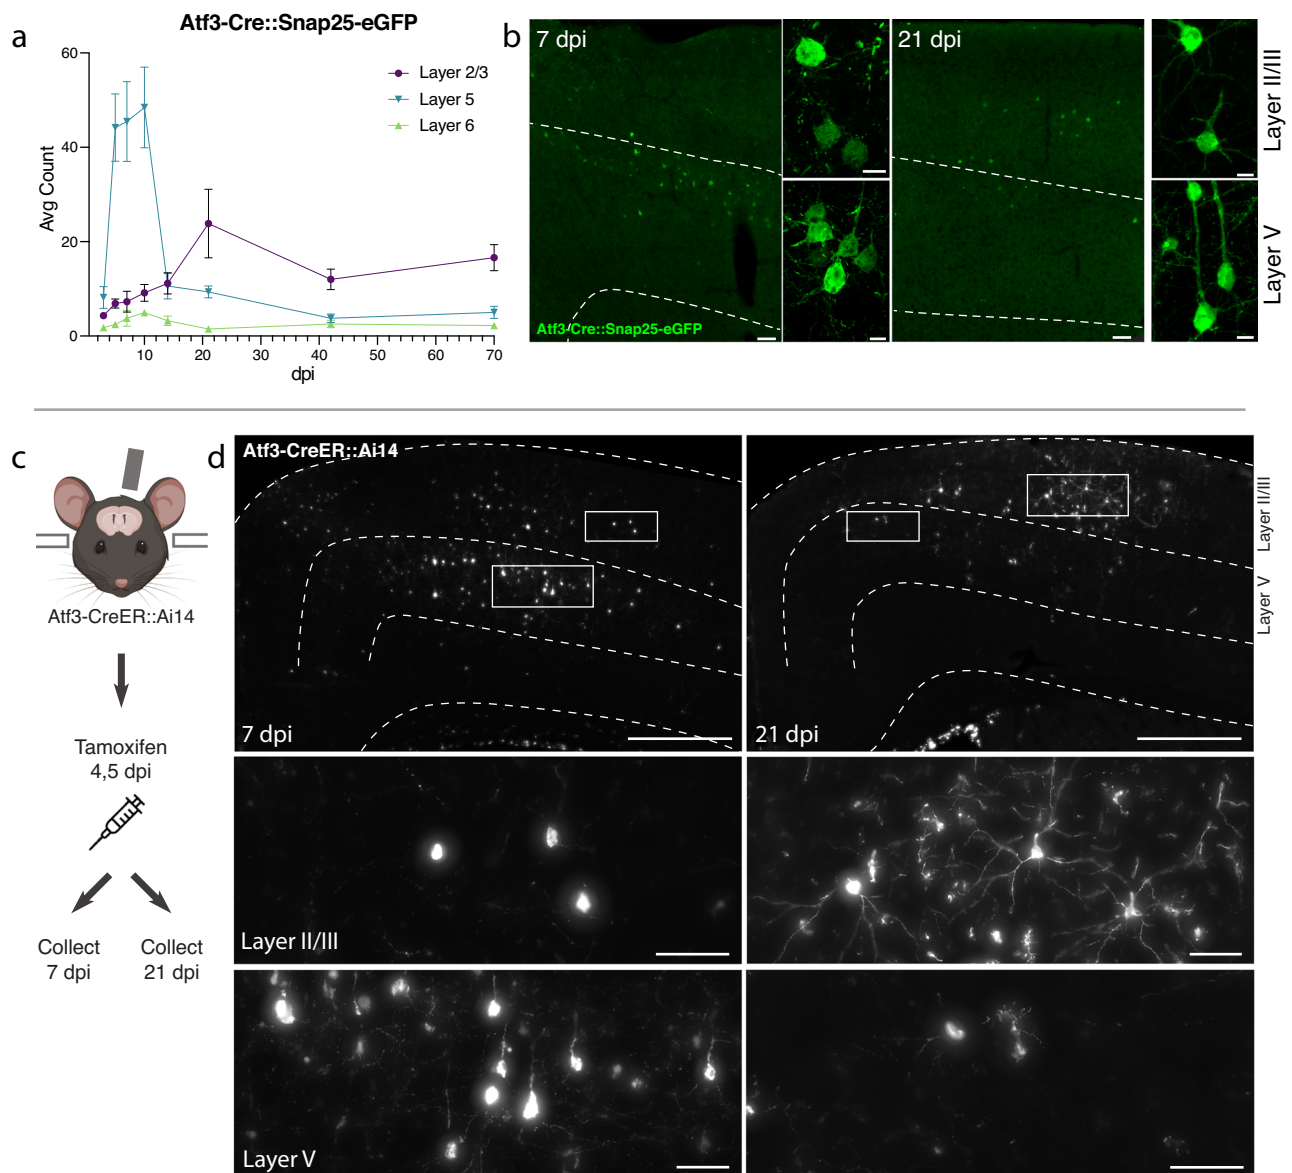 a
Atf3-Cre::Snap25-eGFP
60
40
20
0
Avg Count
10
20
30
40
50
60
70
dpi
Layer 2/3
Layer 5
Layer 6
b
7 dpi
21 dpi
Atf3-Cre::Snap25-eGFP
Layer II/III
Layer V
c
Atf3-CreER::Ai14
Tamoxifen
4,5 dpi
Collect
7 dpi
Collect
21 dpi
d
Atf3-CreER::Ai14
7 dpi
21 dpi
Layer II/III
Layer V
Layer II/III
Layer V